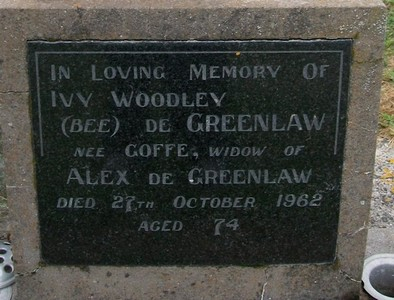 In Loving Memory Of
Ivy Woodley
(Bee) de Greenlaw
nee Goffe, widow of
Alex de Greenlaw
died 27th October 1962
aged 74